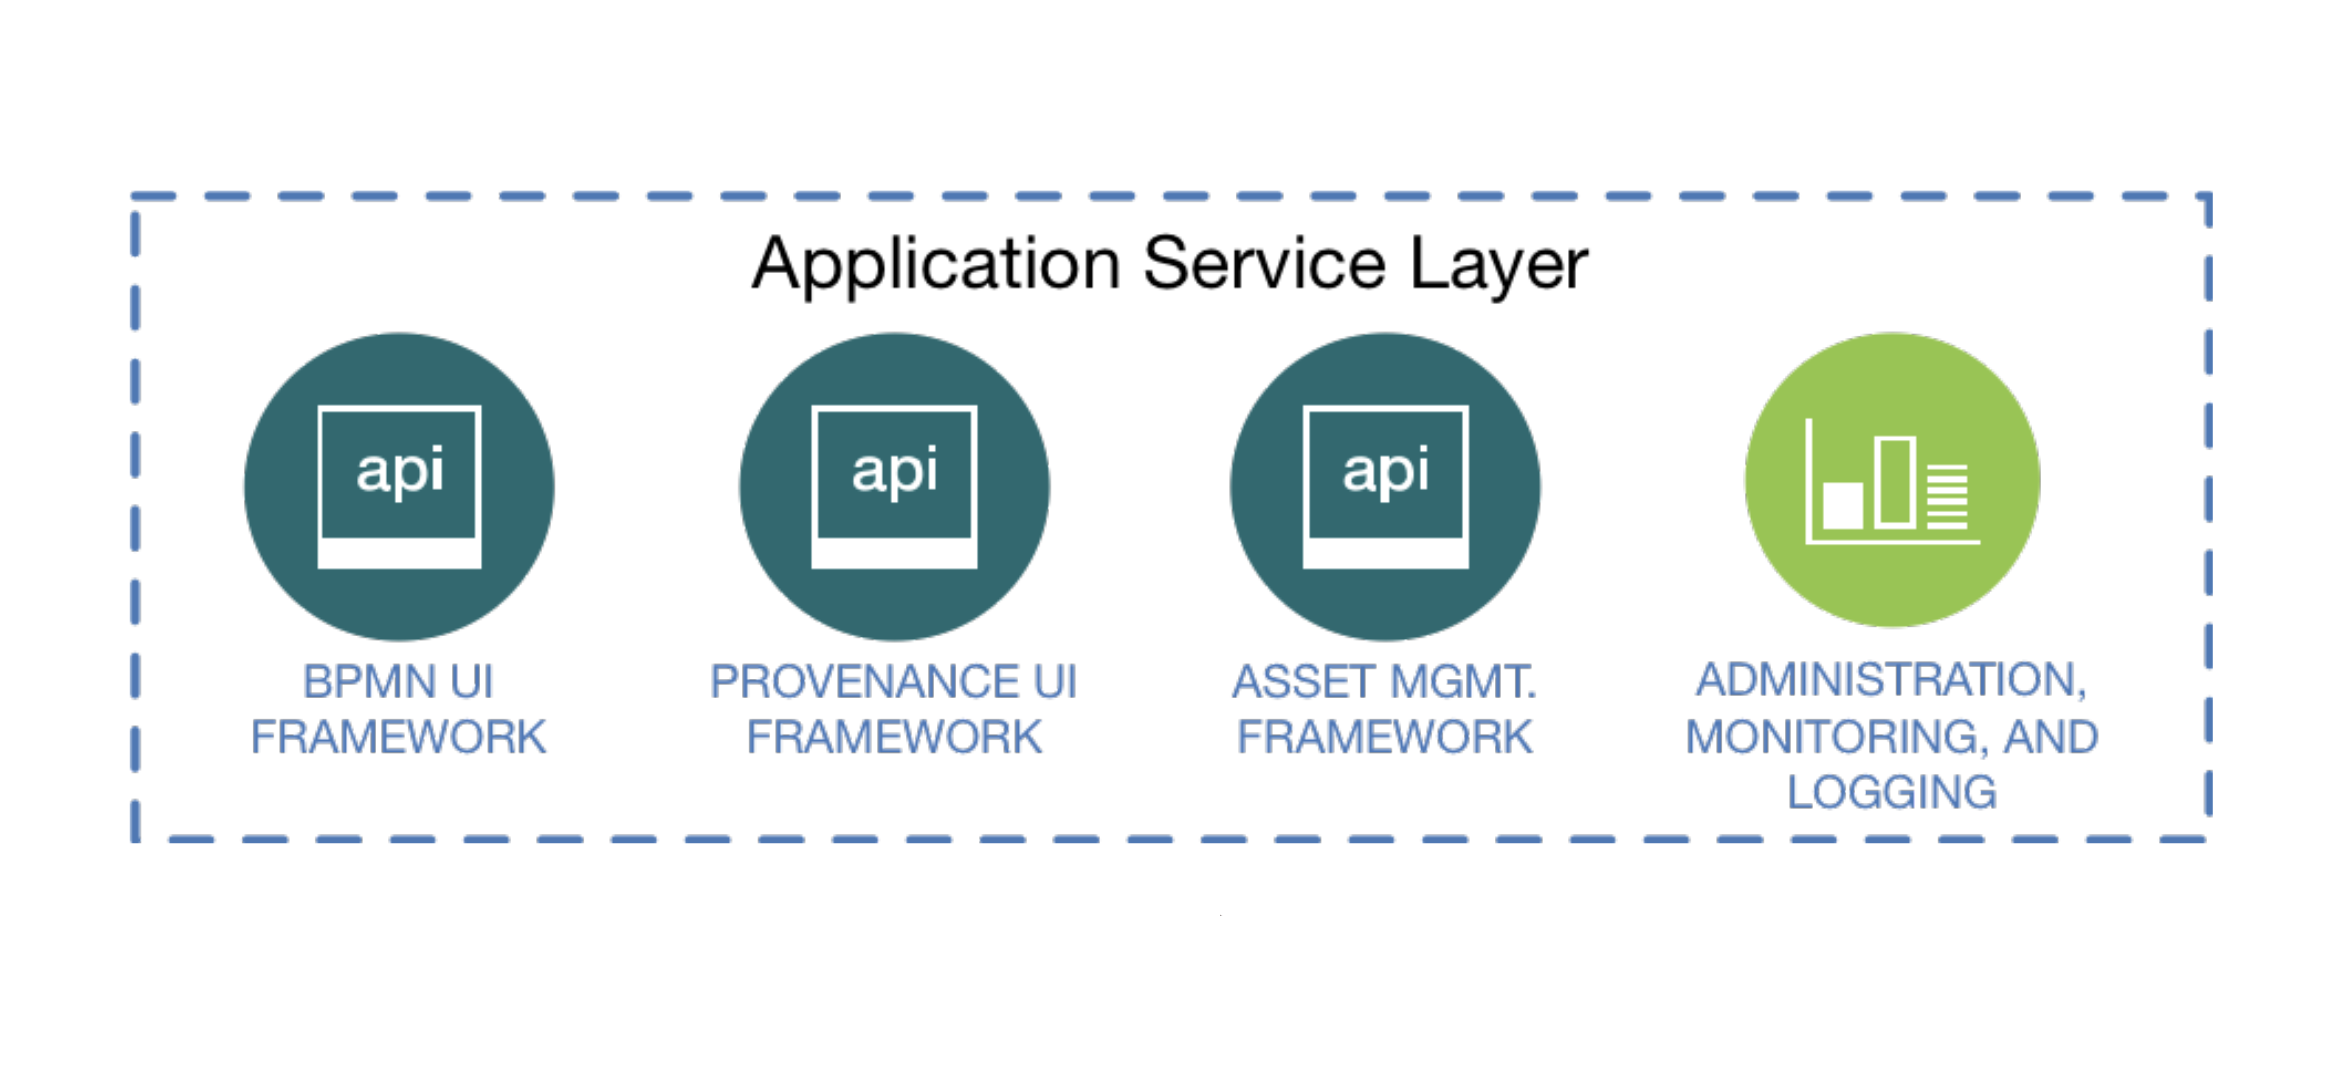 Application Service Layer
api
api
api
BPMN UI
FRAMEWORK
PROVENANCE UI
FRAMEWORK
ASSET MGMT.
FRAMEWORK
ADMINISTRATION,
MONITORING, AND
LOGGING